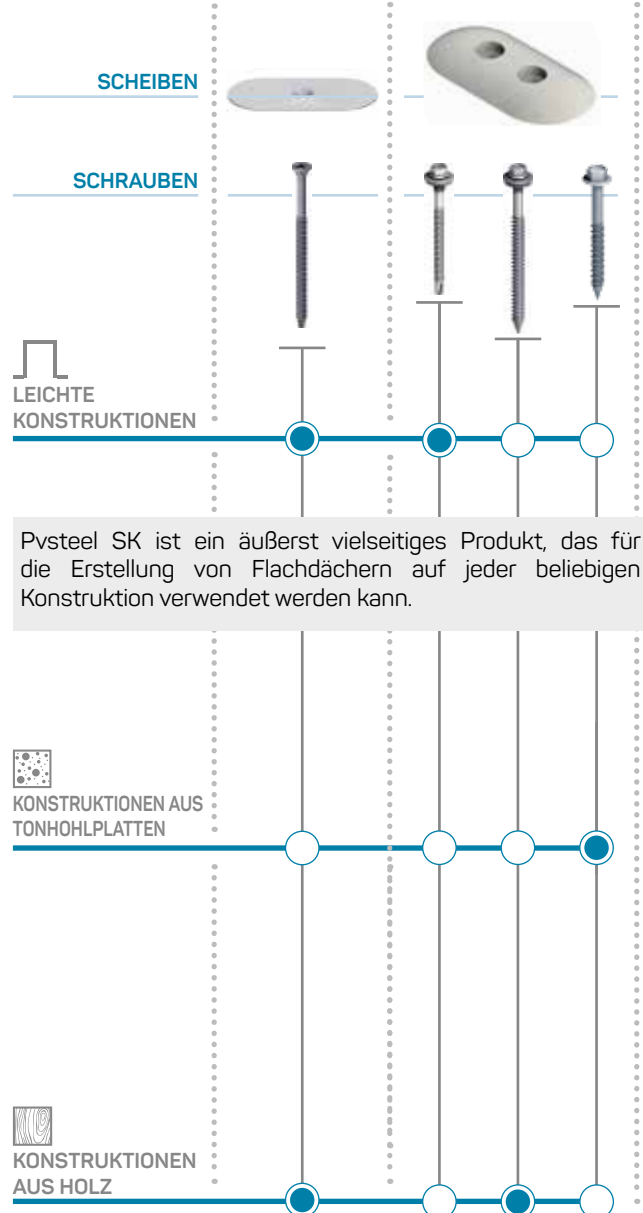 SCHEIBEN
SCHRAUBEN
LEICHTE
KONSTRUKTIONEN
Pvsteel SK ist ein äußerst vielseitiges Produkt, das für
die Erstellung von Flachdächern auf jeder beliebigen
Konstruktion verwendet werden kann.
KONSTRUKTIONEN AUS
TONHOHLPLATTEN
KONSTRUKTIONEN
AUS HOLZ